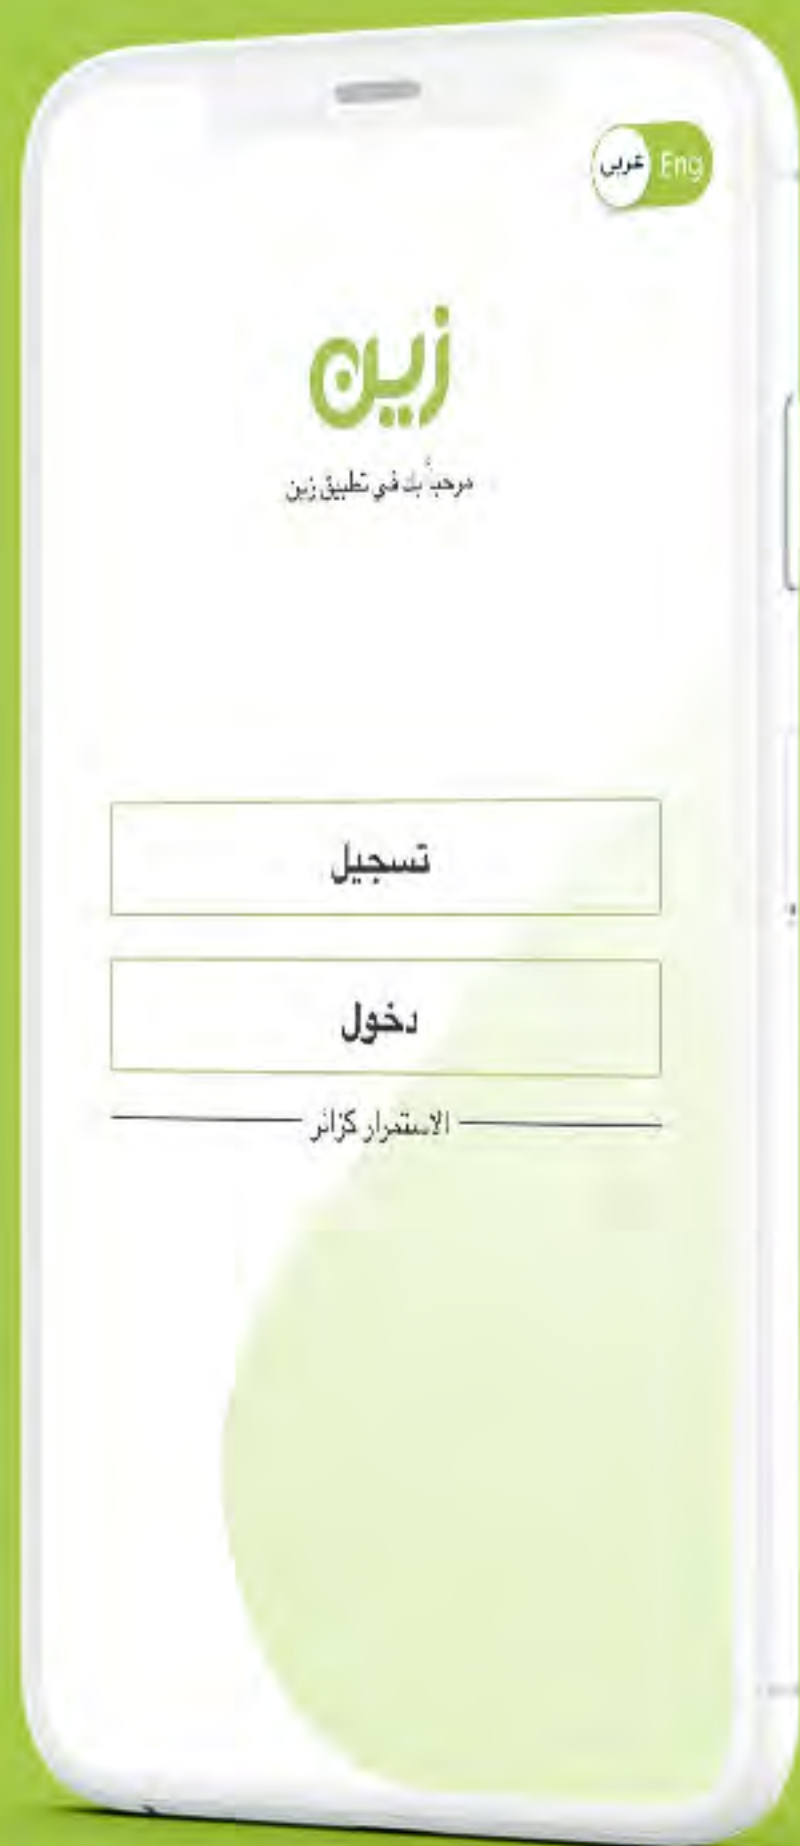 عربي Eng
زين
مرحباً بك في تطبيق زين
تسجيل
دخول
الاستمرار كزائر